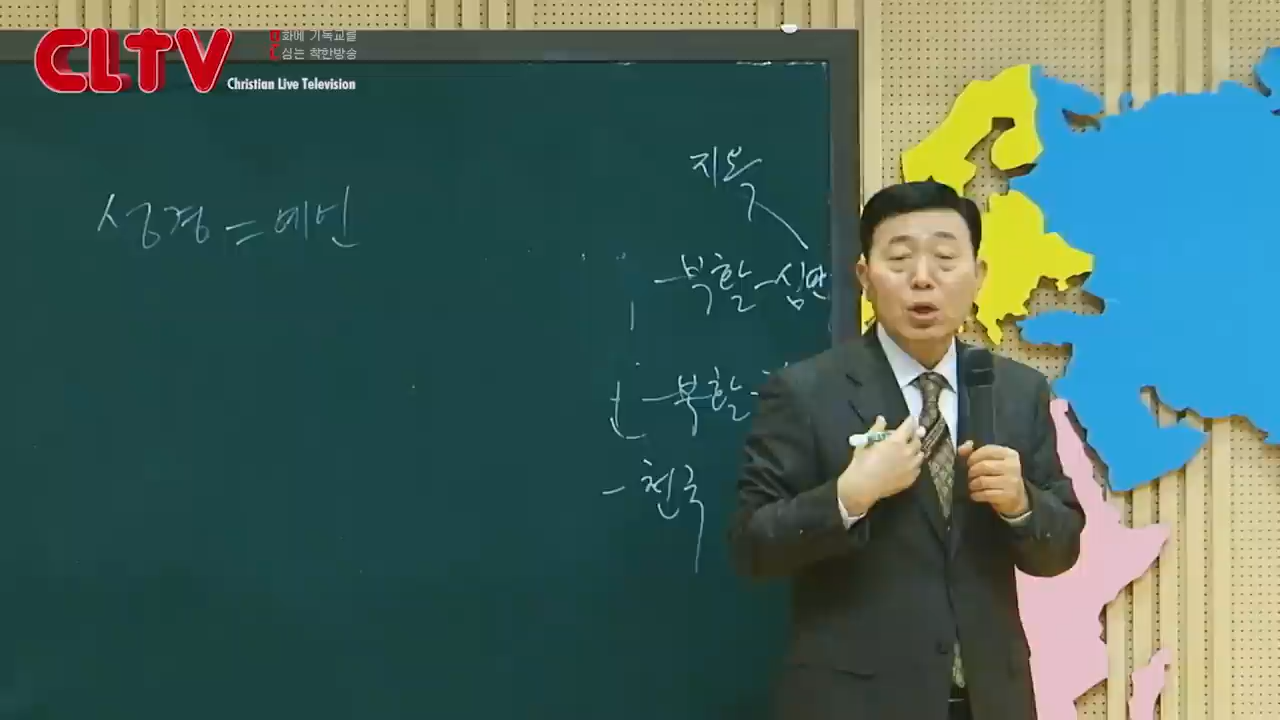 CLTV
화에 기독교를
심는 착한방송
Christian Live Television
지옥
성경 = 예언
- 부활 - 심판
- 부활 -
- 천국